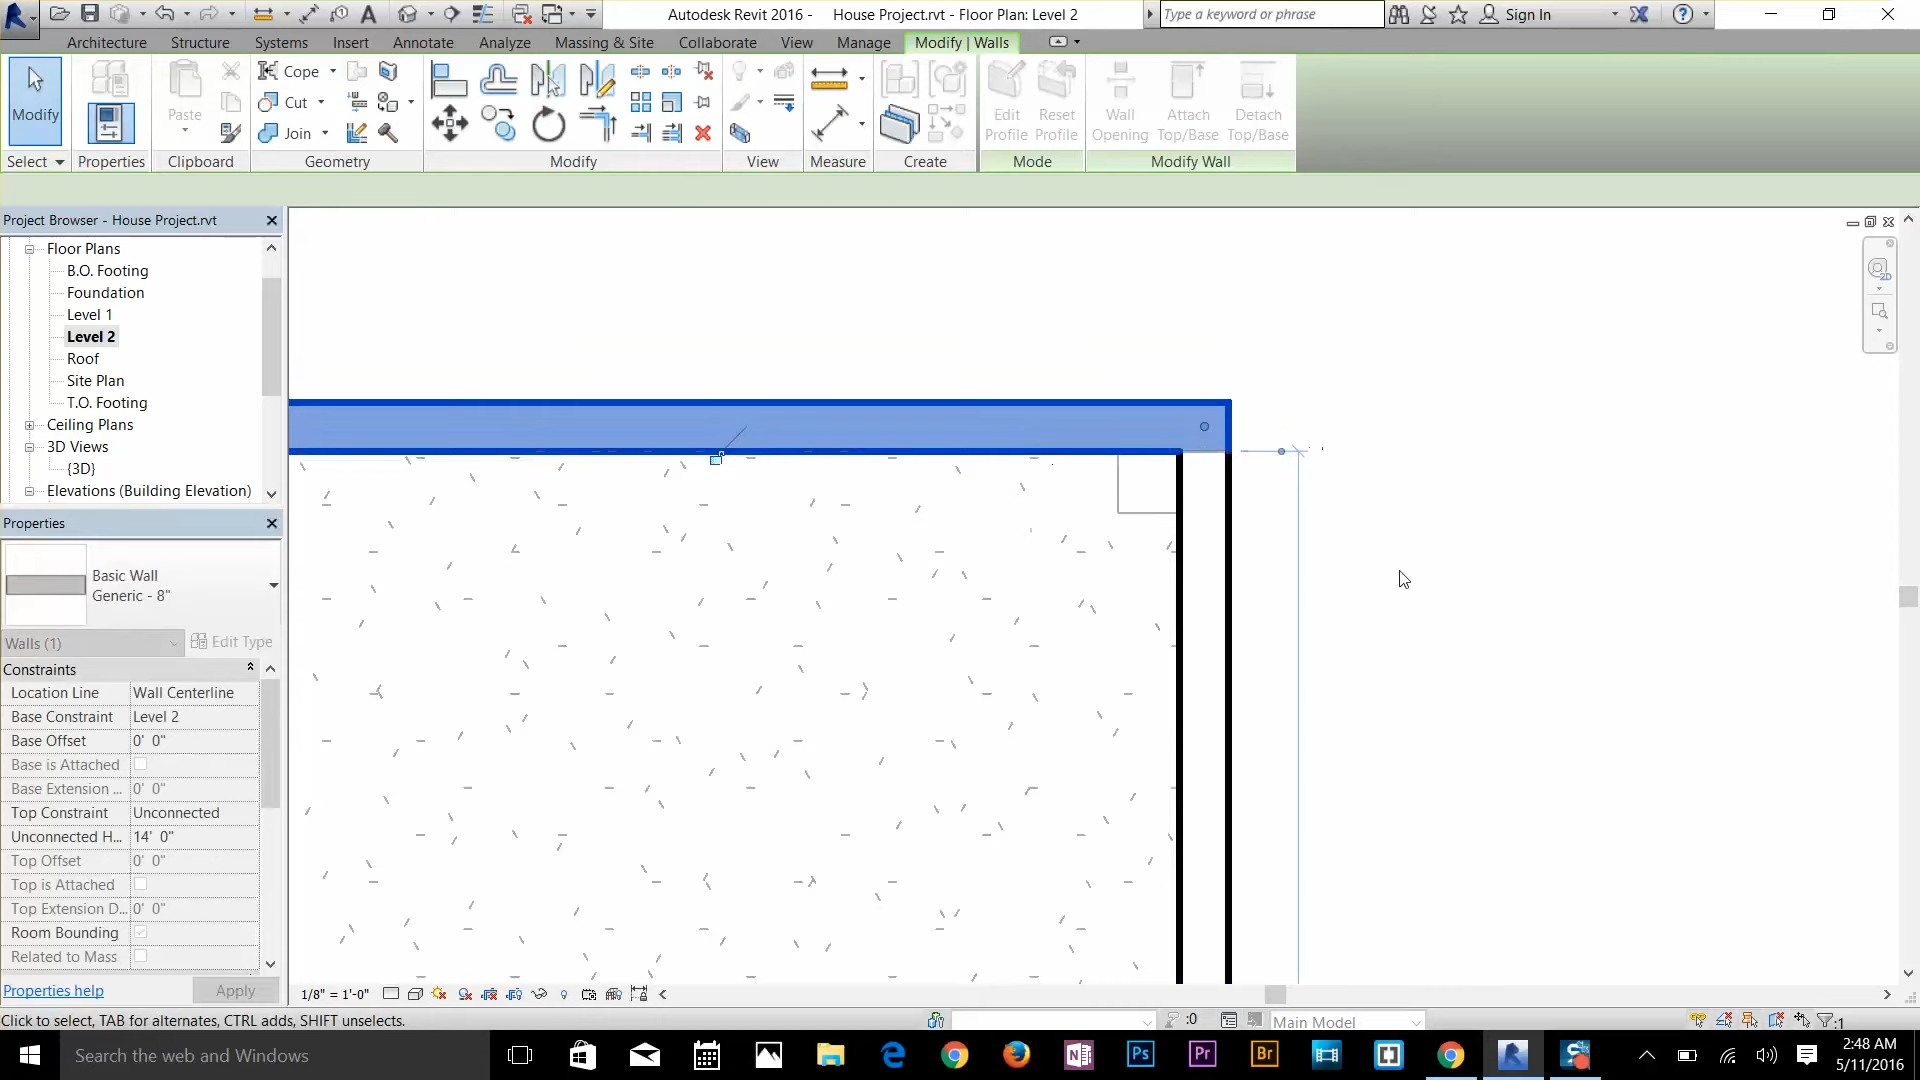 Autodesk Revit 2016 -      House Project.rvt - Floor Plan: Level 2
Type a keyword or phrase
Sign In
Architecture
Structure
Systems
Insert
Annotate
Analyze
Massing & Site
Collaborate
View
Manage
Modify | Walls
Modify
Select
Properties
Paste
Clipboard
Cope
Cut
Join
Geometry
Modify
View
Measure
Create
Edit Profile
Reset Profile
Mode
Wall Opening
Attach Top/Base
Detach Top/Base
Modify Wall
Project Browser - House Project.rvt
Floor Plans
B.O. Footing
Foundation
Level 1
Level 2
Roof
Site Plan
T.O. Footing
Ceiling Plans
3D Views
{3D}
Elevations (Building Elevation)
Properties
Basic Wall
Generic - 8"
Walls (1)
Edit Type
Constraints
Location Line Wall Centerline
Base Constraint Level 2
Base Offset 0' 0"
Base is Attached
Base Extension ... 0' 0"
Top Constraint Unconnected
Unconnected H... 14' 0"
Top Offset 0' 0"
Top is Attached
Top Extension D... 0' 0"
Room Bounding
Related to Mass
Properties help
Apply
1/8" = 1'-0"
2D
Click to select, TAB for alternates, CTRL adds, SHIFT unselects.
:0
Main Model
:1
Search the web and Windows
N
Ps
Pr
Br
2:48 AM
5/11/2016